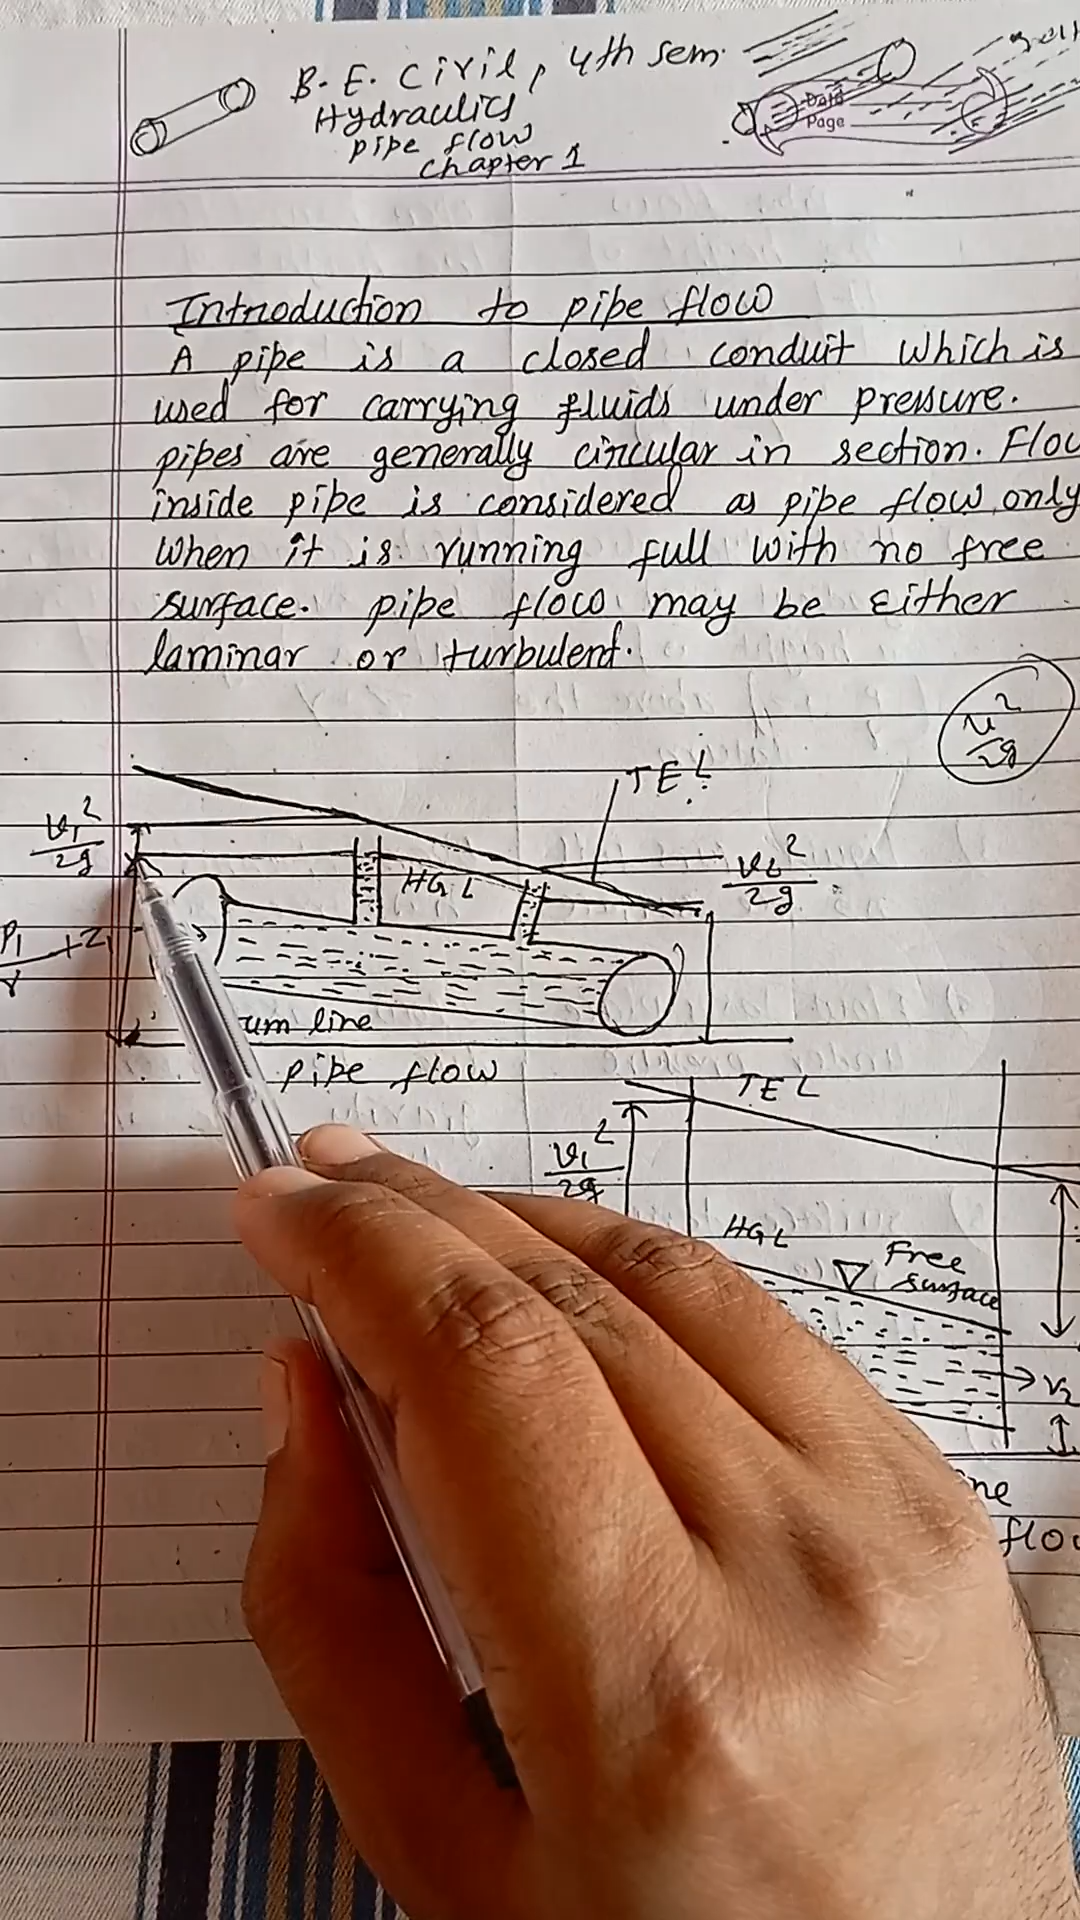 B.E. Civil, 4th sem.
Hydraulics
pipe flow
chapter 1
Date
Page
Introduction to pipe flow
A pipe is a closed conduit which is
used for carrying fluids under pressure.
pipes are generally circular in section. Flow
inside pipe is considered as pipe flow only
when it is running full with no free
surface. pipe flow may be either
laminar or turbulent.
v²/2g
TEL
v₁²/2g
v₂²/2g
HGL
P₁/γ + Z₁
um line
pipe flow
TEL
v₁²/2g
HGL
Free
surface
v₂
ne
flo